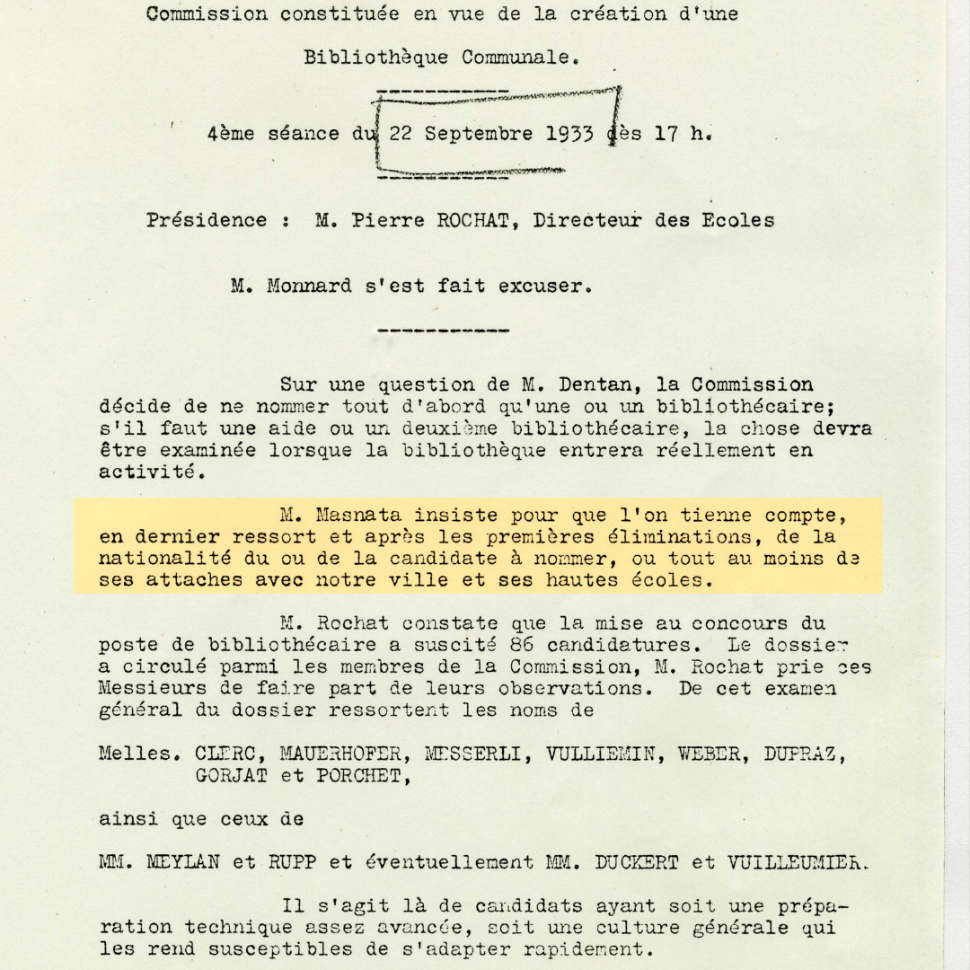 Commission constituée en vue de la création d'une
Bibliothèque Communale.
4ème séance du 22 Septembre 1933 dès 17 h.
Présidence : M. Pierre ROCHAT, Directeur des Ecoles
M. Monnard s'est fait excuser.
Sur une question de M. Dentan, la Commission
décide de ne nommer tout d'abord qu'une ou un bibliothécaire;
s'il faut une aide ou un deuxième bibliothécaire, la chose devra
être examinée lorsque la bibliothèque entrera réellement en
activité.
M. Masnata insiste pour que l'on tienne compte,
en dernier ressort et après les premières éliminations, de la
nationalité du ou de la candidate à nommer, ou tout au moins de
ses attaches avec notre ville et ses hautes écoles.
M. Rochat constate que la mise au concours du
poste de bibliothécaire a suscité 86 candidatures. Le dossier
a circulé parmi les membres de la Commission, M. Rochat prie ces
Messieurs de faire part de leurs observations. De cet examen
général du dossier ressortent les noms de
Melles. CLERC, MAUERHOFER, MESSERLI, VULLIEMIN, WEBER, DUPRAZ,
GORJAT et PORCHET,
ainsi que ceux de
MM. MEYLAN et RUPP et éventuellement MM. DUCKERT et VUILLEUMIER.
Il s'agit là de candidats ayant soit une prépa-
ration technique assez avancée, soit une culture générale qui
les rend susceptibles de s'adapter rapidement.